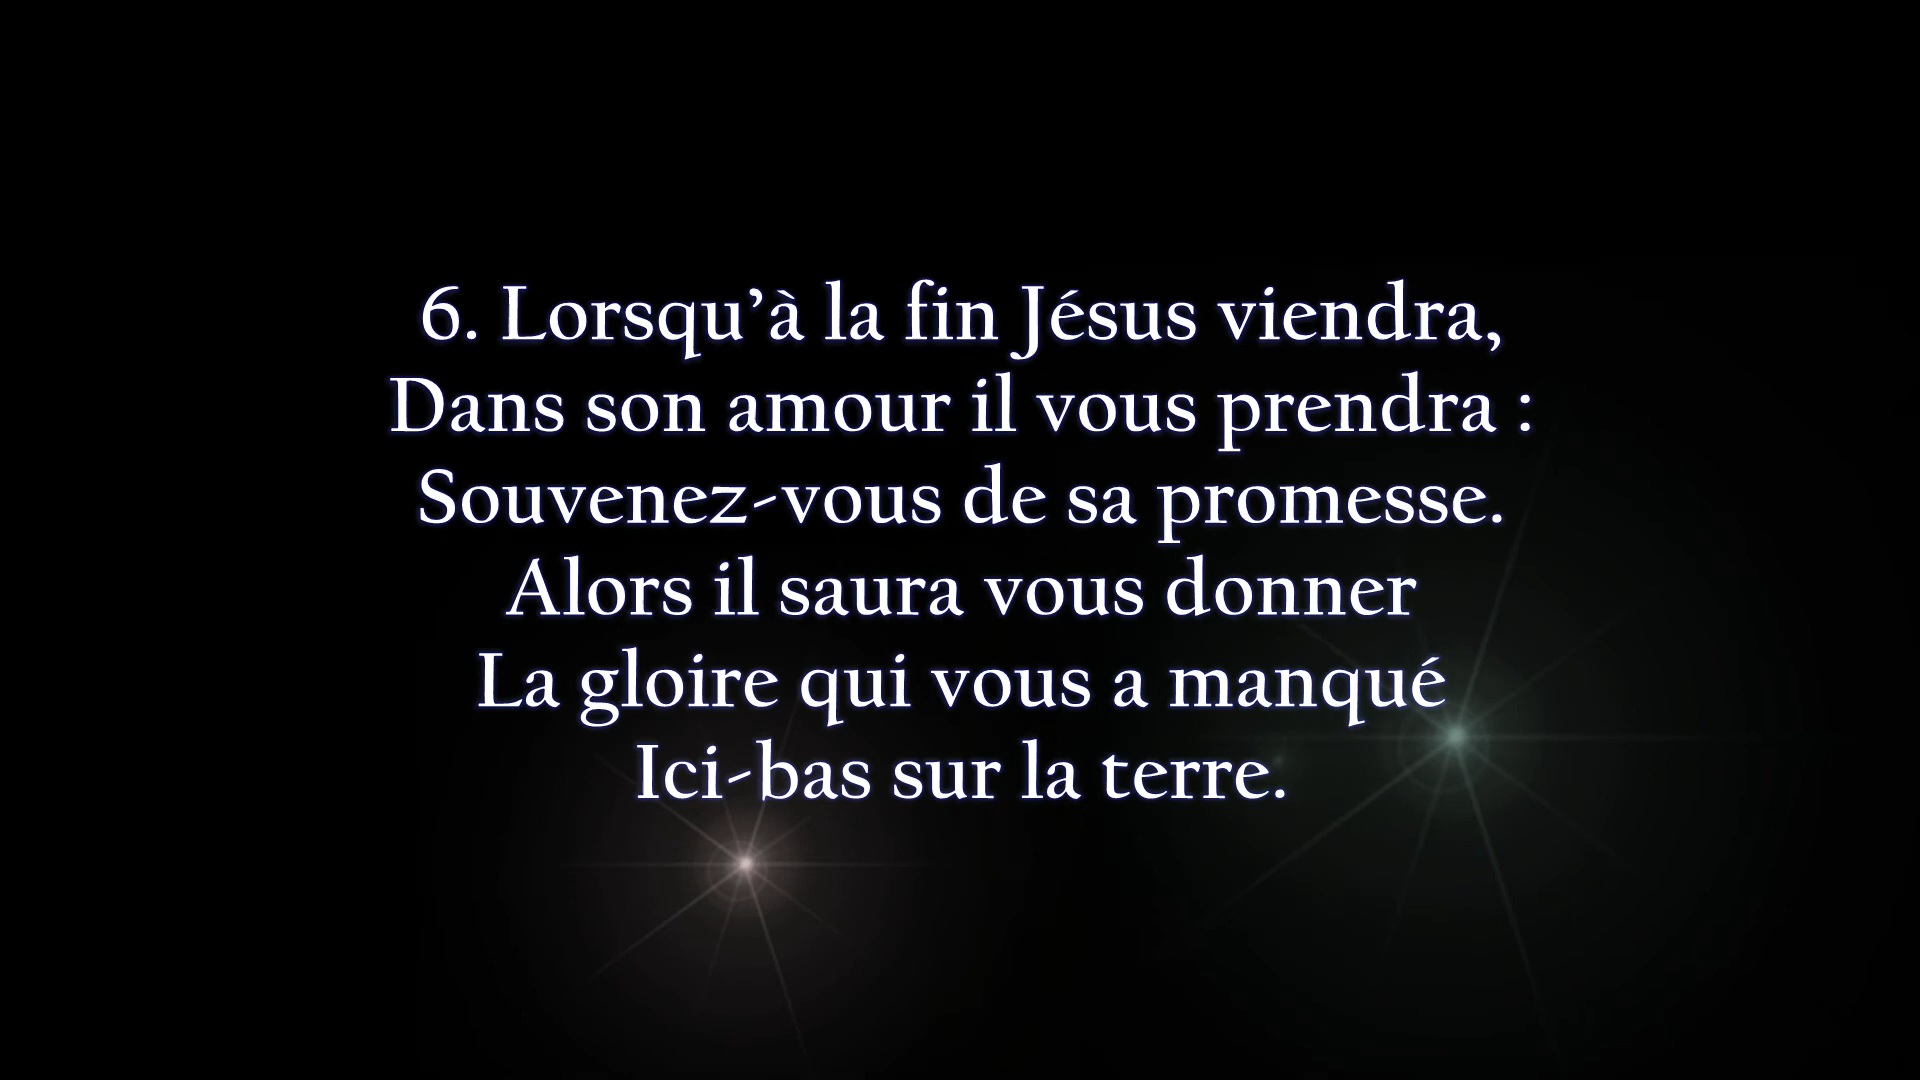 6. Lorsqu’à la fin Jésus viendra,
Dans son amour il vous prendra :
Souvenez-vous de sa promesse.
Alors il saura vous donner
La gloire qui vous a manqué
Ici-bas sur la terre.